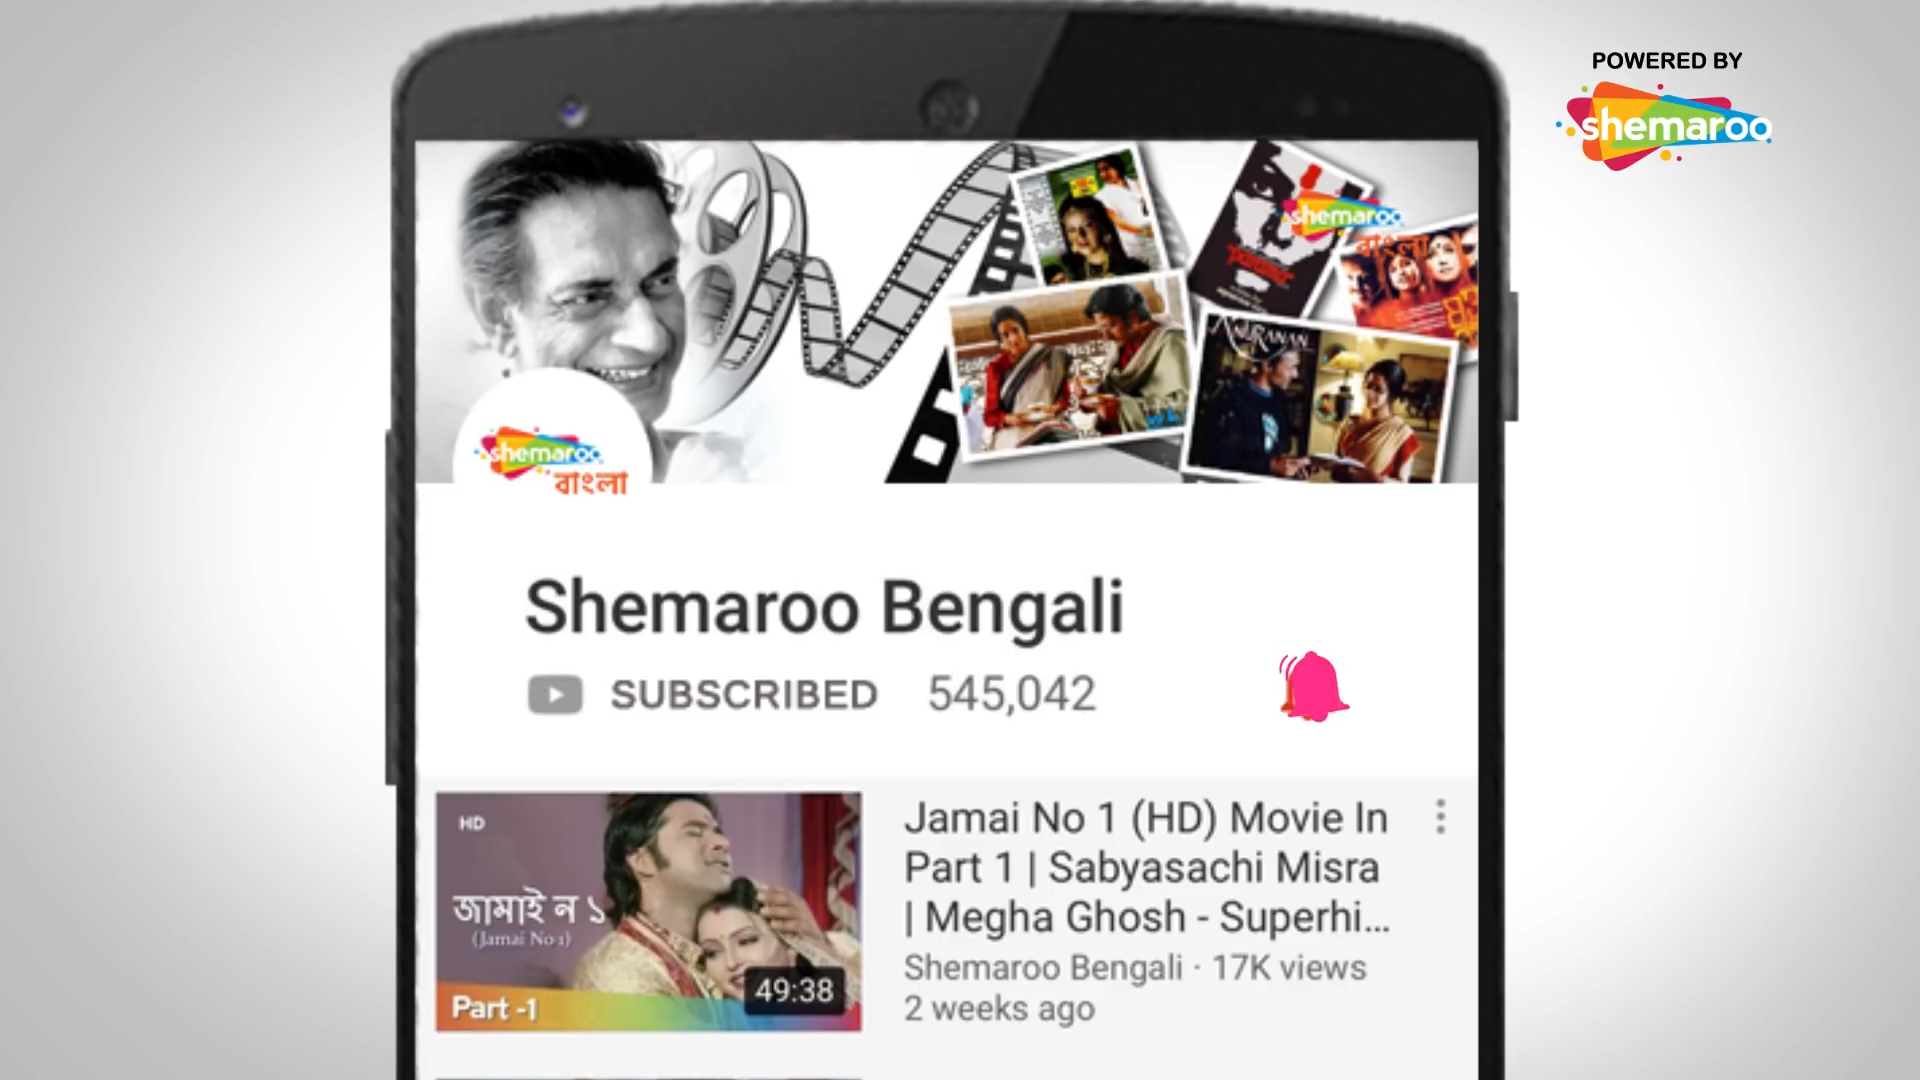 POWERED BY
shemaroo
shemaroo
বাংলা
ANURANAN
shemaroo
বাংলা
Shemaroo Bengali
SUBSCRIBED 545,042
HD
জামাই ন ১
(Jamai No 1)
Part -1
49:38
Jamai No 1 (HD) Movie In
Part 1 | Sabyasachi Misra
| Megha Ghosh - Superhi...
Shemaroo Bengali · 17K views
2 weeks ago